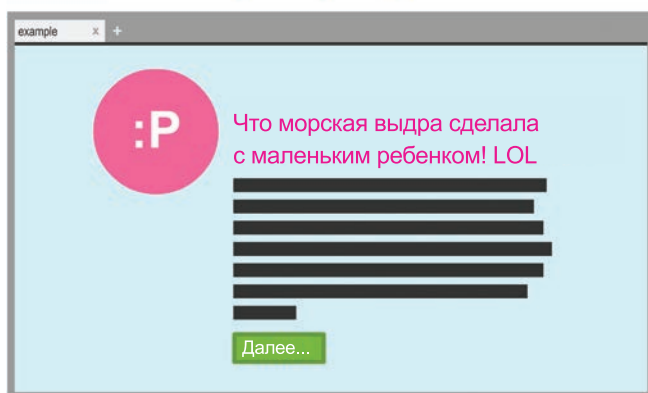 example x +
:P
Что морская выдра сделала
с маленьким ребенком! LOL
Далее...